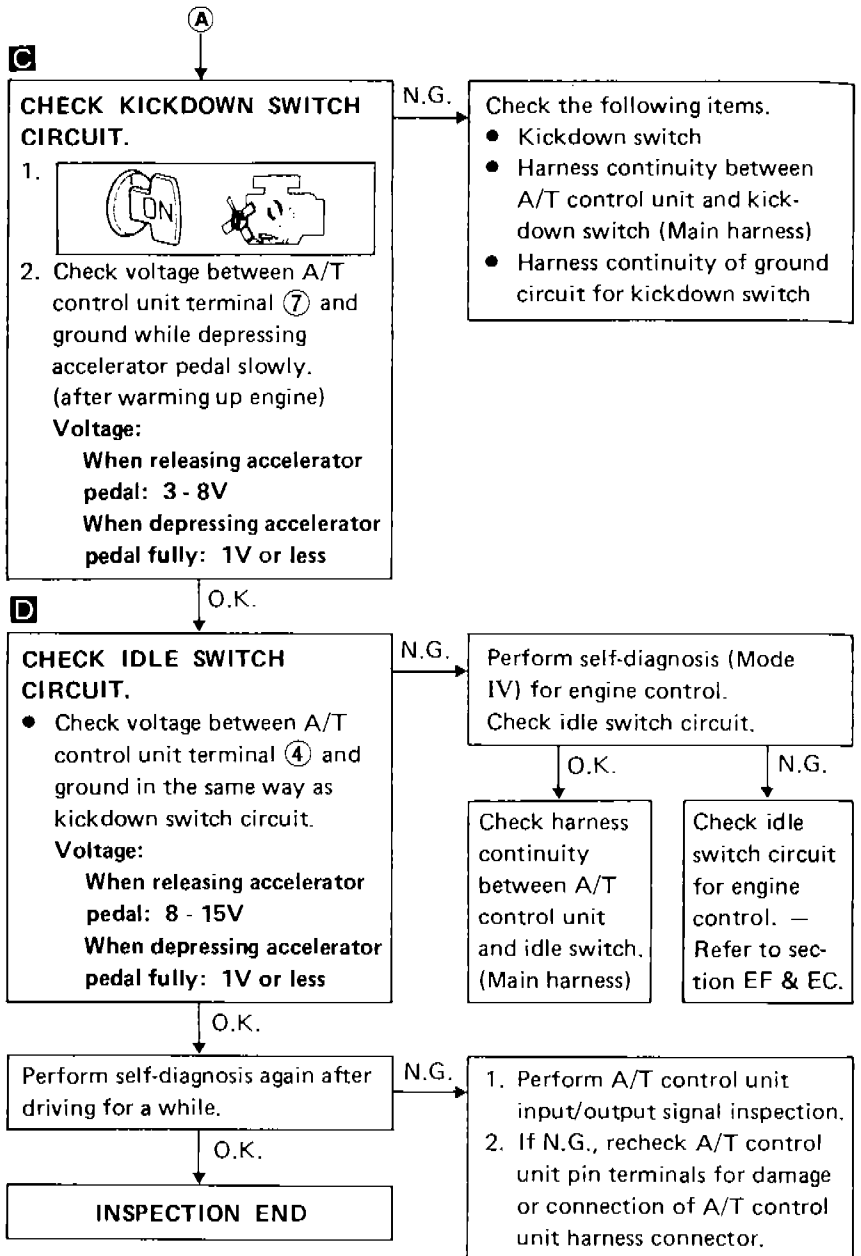 A
C
CHECK KICKDOWN SWITCH
CIRCUIT.
1.
ON
2. Check voltage between A/T
control unit terminal ⑦ and
ground while depressing
accelerator pedal slowly.
(after warming up engine)
Voltage:
When releasing accelerator
pedal: 3 - 8V
When depressing accelerator
pedal fully: 1V or less
N.G.
Check the following items.
● Kickdown switch
● Harness continuity between
A/T control unit and kick-
down switch (Main harness)
● Harness continuity of ground
circuit for kickdown switch
O.K.
D
CHECK IDLE SWITCH
CIRCUIT.
● Check voltage between A/T
control unit terminal ④ and
ground in the same way as
kickdown switch circuit.
Voltage:
When releasing accelerator
pedal: 8 - 15V
When depressing accelerator
pedal fully: 1V or less
N.G.
Perform self-diagnosis (Mode
IV) for engine control.
Check idle switch circuit.
O.K.
Check harness
continuity
between A/T
control unit
and idle switch.
(Main harness)
N.G.
Check idle
switch circuit
for engine
control. —
Refer to sec-
tion EF & EC.
O.K.
Perform self-diagnosis again after
driving for a while.
N.G.
1. Perform A/T control unit
input/output signal inspection.
2. If N.G., recheck A/T control
unit pin terminals for damage
or connection of A/T control
unit harness connector.
O.K.
INSPECTION END